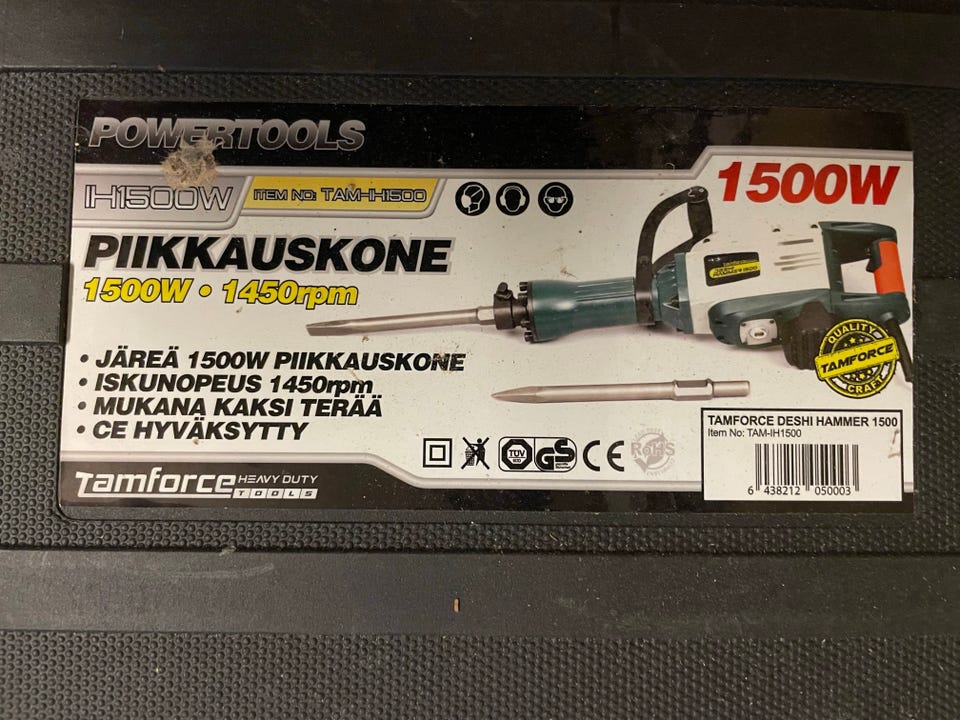 POWERTOOLS
IH1500W
ITEM NO: TAM-IH1500
1500W
PIIKKAUSKONE
1500W • 1450rpm
• JÄREÄ 1500W PIIKKAUSKONE
• ISKUNOPEUS 1450rpm
• MUKANA KAKSI TERÄÄ
• CE HYVÄKSYTTY
QUALITY
TAMFORCE
CRAFT
TAMFORCE DESHI HAMMER 1500
Item No: TAM-IH1500
6 438212 050003
TÜV
GS
CE
RoHS
Tamforce HEAVY DUTY
TOOLS